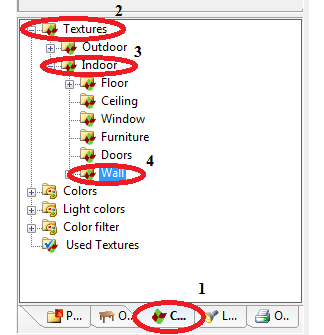 2
Textures
Outdoor
3
Indoor
Floor
Ceiling
Window
Furniture
Doors
4
Wall
Colors
Light colors
Color filter
Used Textures
1
P... O.. C... L... O..